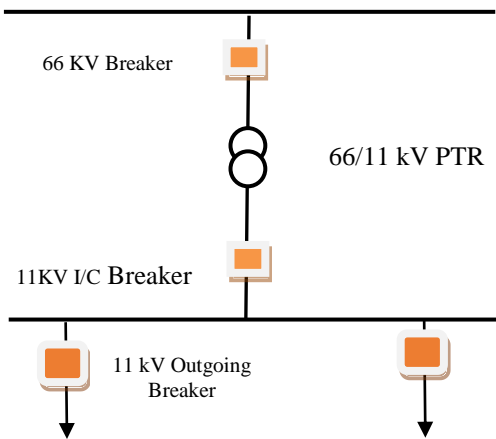 66 KV Breaker
66/11 kV PTR
11KV I/C Breaker
11 kV Outgoing
Breaker